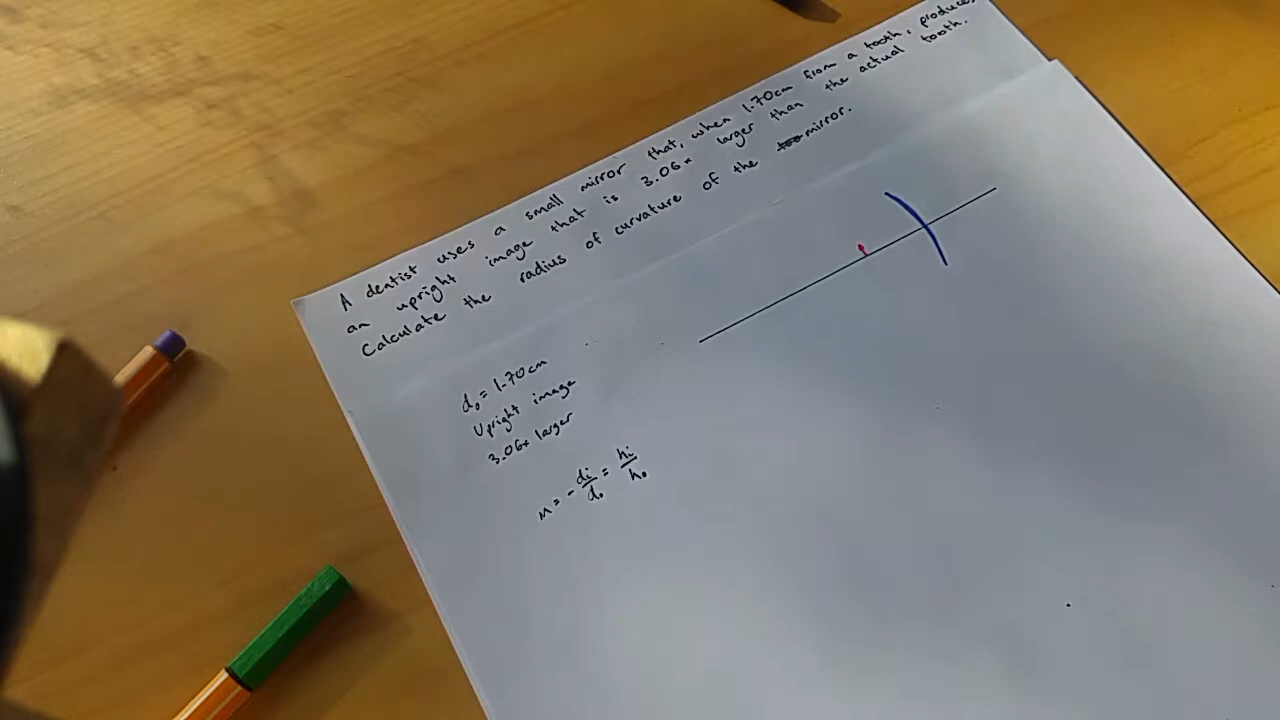 A dentist uses a small mirror that, when 1.70cm from a tooth, produces
an upright image that is 3.06x larger than the actual tooth.
Calculate the radius of curvature of the mirror.
d₀ = 1.70cm
Upright image
3.06x larger
M = - di/d₀ = hi/h₀